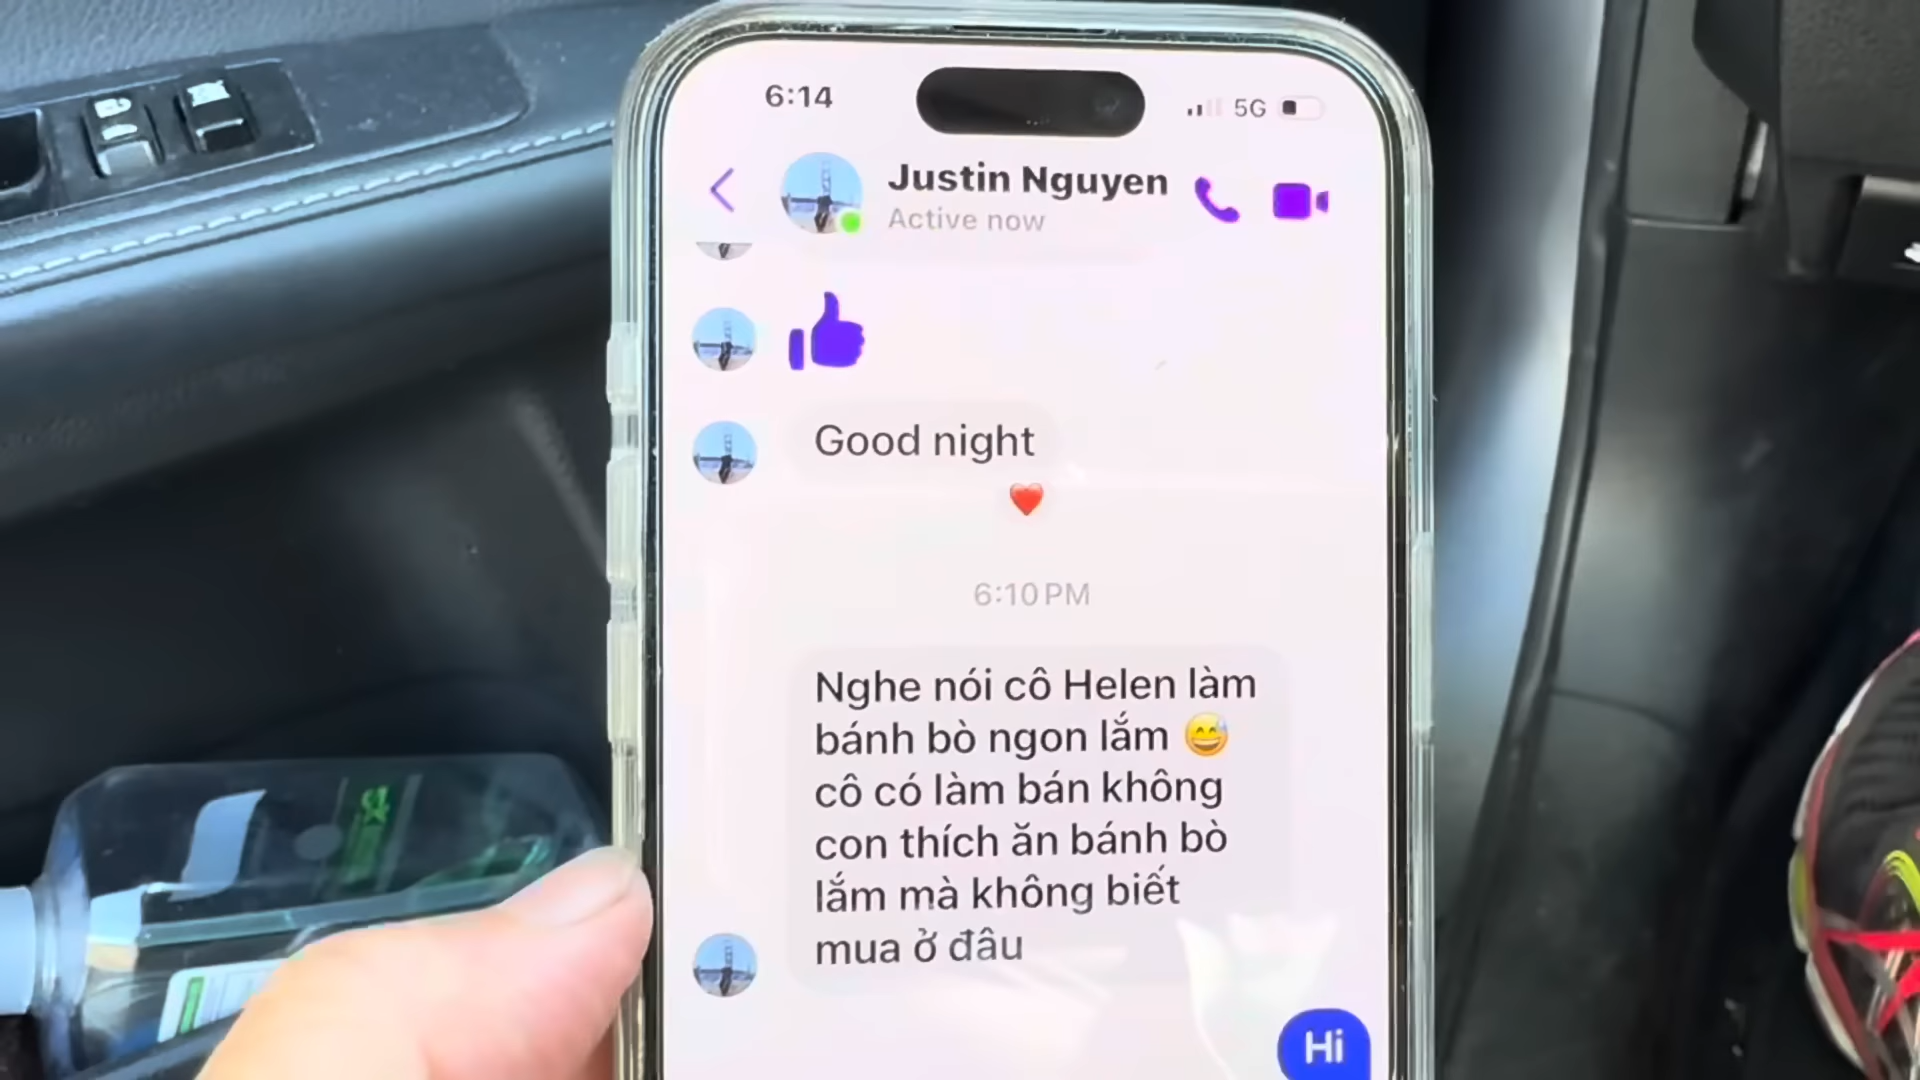 6:14
5G
Justin Nguyen
Active now
Good night
6:10 PM
Nghe nói cô Helen làm
bánh bò ngon lắm 😅
cô có làm bán không
con thích ăn bánh bò
lắm mà không biết
mua ở đâu
Hi